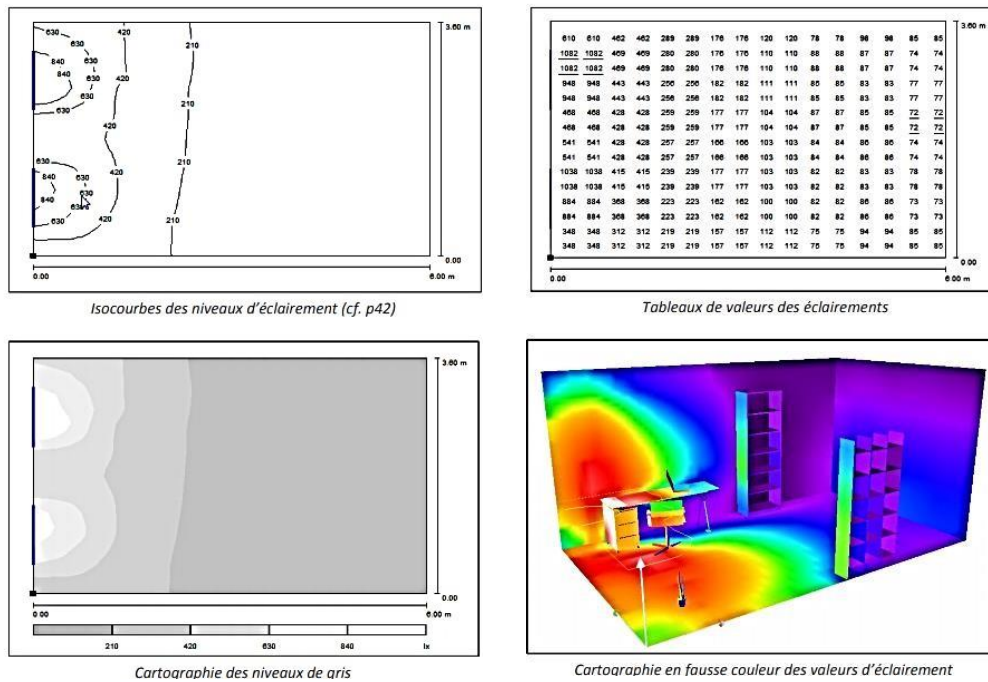 3.60 m
630
630
840
630
420
210
840
630
630
420
210
630
420
840
630
210
840
630
630
420
210
0.00
0.00
6.00 m
Isocourbes des niveaux d'éclairement (cf. p42)
3.60 m
610 610 462 462 289 289 176 176 120 120 78 78 98 98 85 85
1082 1082 469 469 280 280 176 176 110 110 88 88 87 87 74 74
1082 1082 469 469 280 280 176 176 110 110 88 88 87 87 74 74
948 948 443 443 256 256 182 182 111 111 85 85 83 83 77 77
948 948 443 443 256 256 182 182 111 111 85 85 83 83 77 77
468 468 428 428 259 259 177 177 104 104 87 87 85 85 72 72
468 468 428 428 259 259 177 177 104 104 87 87 85 85 72 72
541 541 428 428 257 257 166 166 103 103 84 84 86 86 74 74
541 541 428 428 257 257 166 166 103 103 84 84 86 86 74 74
1038 1038 415 415 239 239 177 177 103 103 82 82 83 83 78 78
1038 1038 415 415 239 239 177 177 103 103 82 82 83 83 78 78
884 884 368 368 223 223 162 162 100 100 82 82 86 86 73 73
884 884 368 368 223 223 162 162 100 100 82 82 86 86 73 73
348 348 312 312 219 219 157 157 112 112 75 75 94 94 85 85
348 348 312 312 219 219 157 157 112 112 75 75 94 94 85 85
0.00
0.00
6.00 m
Tableaux de valeurs des éclairements
3.60 m
0.00
0.00
6.00 m
210 420 630 840 lx
Cartographie des niveaux de gris
Cartographie en fausse couleur des valeurs d'éclairement